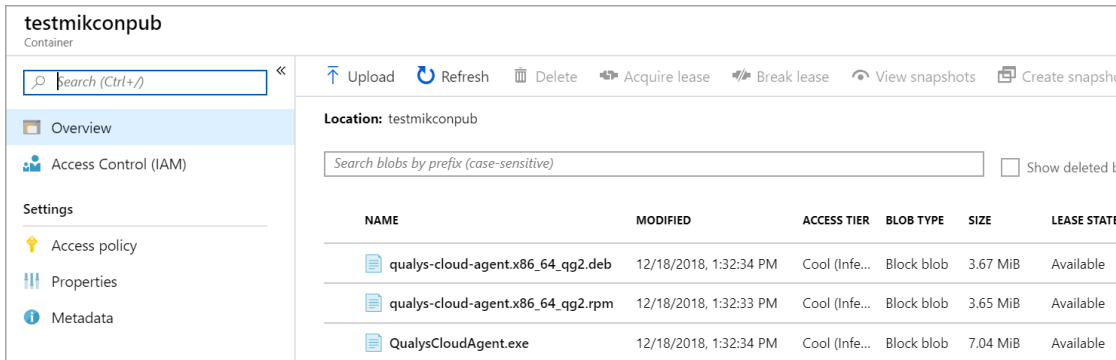 testmikconpub
Container
Search (Ctrl+/)
«
Overview
Access Control (IAM)
Settings
Access policy
Properties
Metadata
Upload Refresh Delete Acquire lease Break lease View snapshots Create snapsho
Location: testmikconpub
Search blobs by prefix (case-sensitive) Show deleted b
NAME MODIFIED ACCESS TIER BLOB TYPE SIZE LEASE STATE
qualys-cloud-agent.x86_64_qg2.deb 12/18/2018, 1:32:34 PM Cool (Infe... Block blob 3.67 MiB Available
qualys-cloud-agent.x86_64_qg2.rpm 12/18/2018, 1:32:33 PM Cool (Infe... Block blob 3.65 MiB Available
QualysCloudAgent.exe 12/18/2018, 1:32:34 PM Cool (Infe... Block blob 7.04 MiB Available